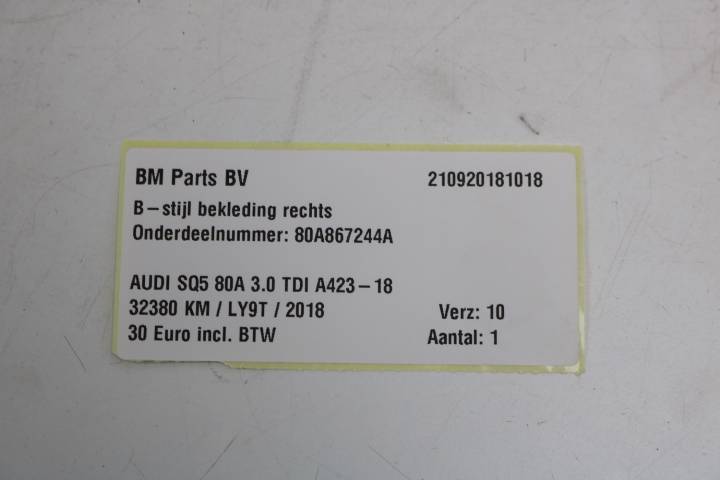 BM Parts BV 210920181018
B-stijl bekleding rechts
Onderdeelnummer: 80A867244A
AUDI SQ5 80A 3.0 TDI A423-18
32380 KM / LY9T / 2018 Verz: 10
30 Euro incl. BTW Aantal: 1